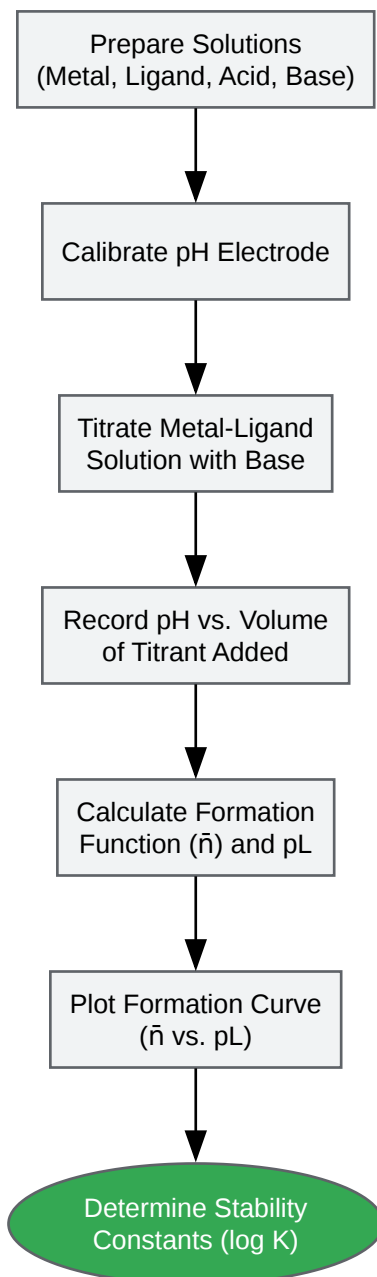 Prepare Solutions
(Metal, Ligand, Acid, Base)
Calibrate pH Electrode
Titrate Metal-Ligand
Solution with Base
Record pH vs. Volume
of Titrant Added
Calculate Formation
Function (n̄) and pL
Plot Formation Curve
(n̄ vs. pL)
Determine Stability
Constants (log K)